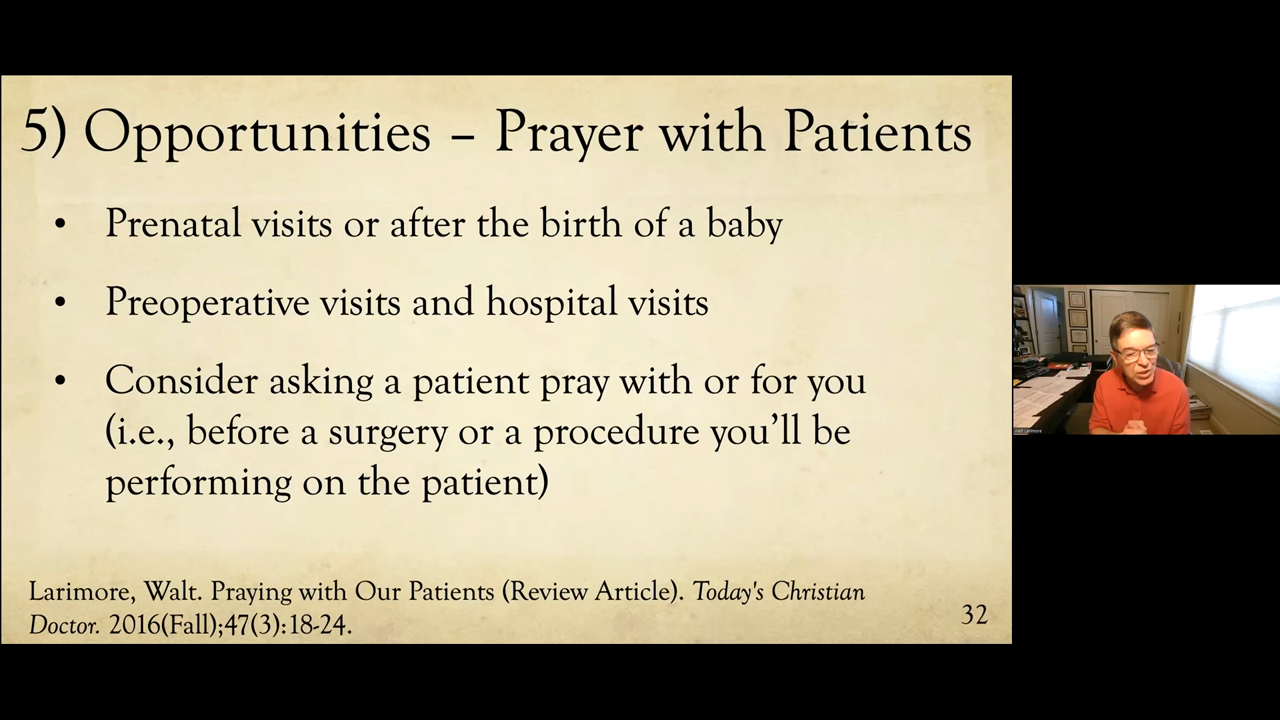 5) Opportunities – Prayer with Patients
• Prenatal visits or after the birth of a baby
• Preoperative visits and hospital visits
• Consider asking a patient pray with or for you
(i.e., before a surgery or a procedure you'll be
performing on the patient)
Larimore, Walt. Praying with Our Patients (Review Article). Today's Christian
Doctor. 2016(Fall);47(3):18-24.
32
Walt Larimore